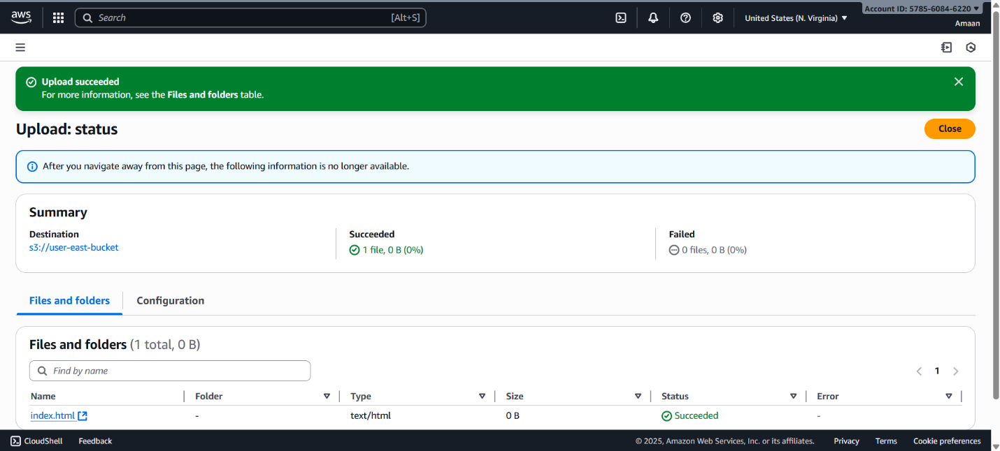 aws
Search [Alt+S]
United States (N. Virginia) ▼
Account ID: 5785-6084-6220 ▼
Amaan
Upload succeeded
For more information, see the Files and folders table.
Upload: status
Close
After you navigate away from this page, the following information is no longer available.
Summary
Destination
s3://user-east-bucket
Succeeded
1 file, 0 B (0%)
Failed
0 files, 0 B (0%)
Files and folders Configuration
Files and folders (1 total, 0 B)
Find by name
1
Name Folder Type Size Status Error
index.html - text/html 0 B Succeeded -
CloudShell Feedback © 2025, Amazon Web Services, Inc. or its affiliates. Privacy Terms Cookie preferences